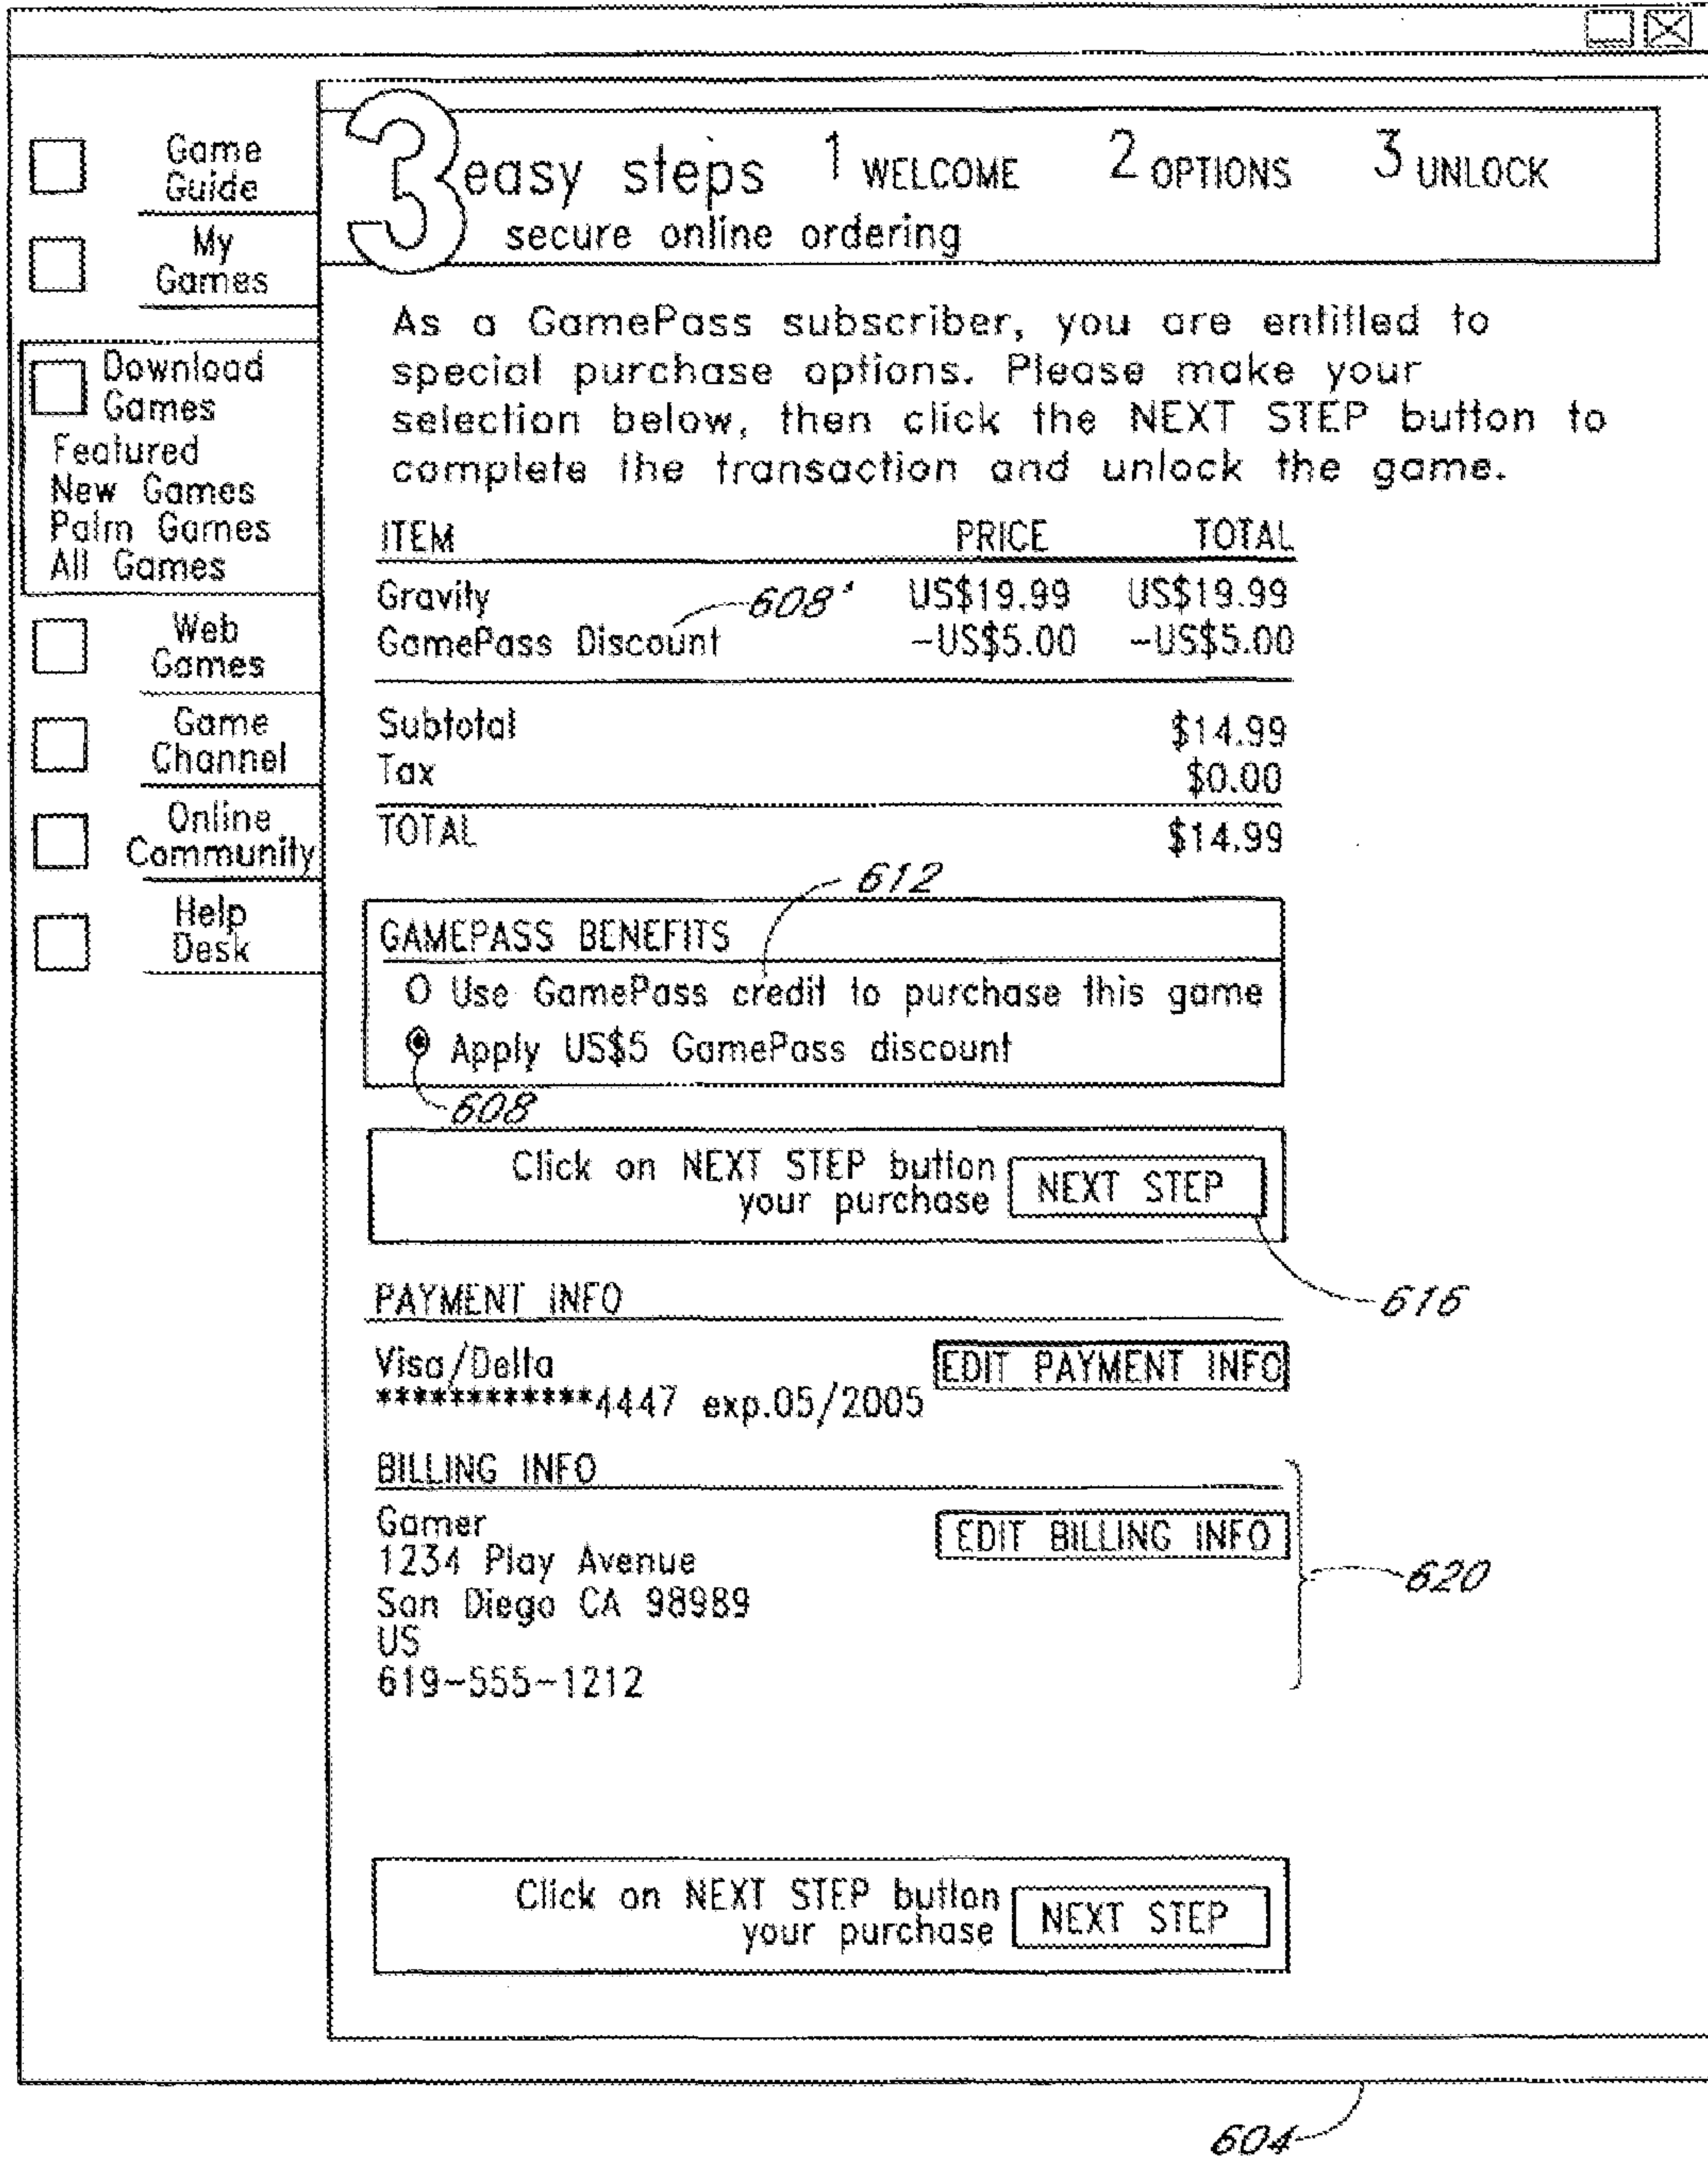 3 easy steps 1 WELCOME 2 OPTIONS 3 UNLOCK
secure online ordering
Game
Guide
My
Games
Download
Games
Featured
New Games
Palm Games
All Games
Web
Games
Game
Channel
Online
Community
Help
Desk
As a GamePass subscriber, you are entitled to
special purchase options. Please make your
selection below, then click the NEXT STEP button to
complete the transaction and unlock the game.
ITEM PRICE TOTAL
Gravity 608' US$19.99 US$19.99
GamePass Discount -US$5.00 -US$5.00
Subtotal $14.99
Tax $0.00
TOTAL $14.99
612
GAMEPASS BENEFITS
Use GamePass credit to purchase this game
Apply US$5 GamePass discount
608
Click on NEXT STEP button
your purchase NEXT STEP
616
PAYMENT INFO
Visa/Delta EDIT PAYMENT INFO
************4447 exp.05/2005
BILLING INFO
Gamer EDIT BILLING INFO
1234 Play Avenue
620
San Diego CA 98989
US
619-555-1212
Click on NEXT STEP button
your purchase NEXT STEP
604